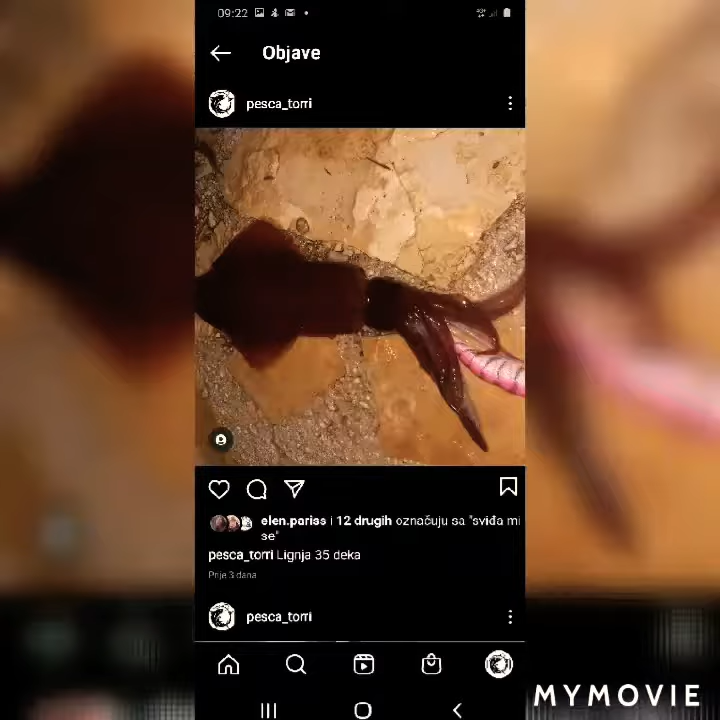 09:22
Objave
pesca_torri
elen.pariss i 12 drugih označuju sa "sviđa mi
se"
pesca_torri Lignja 35 deka
Prije 3 dana
pesca_torri
MYMOVIE